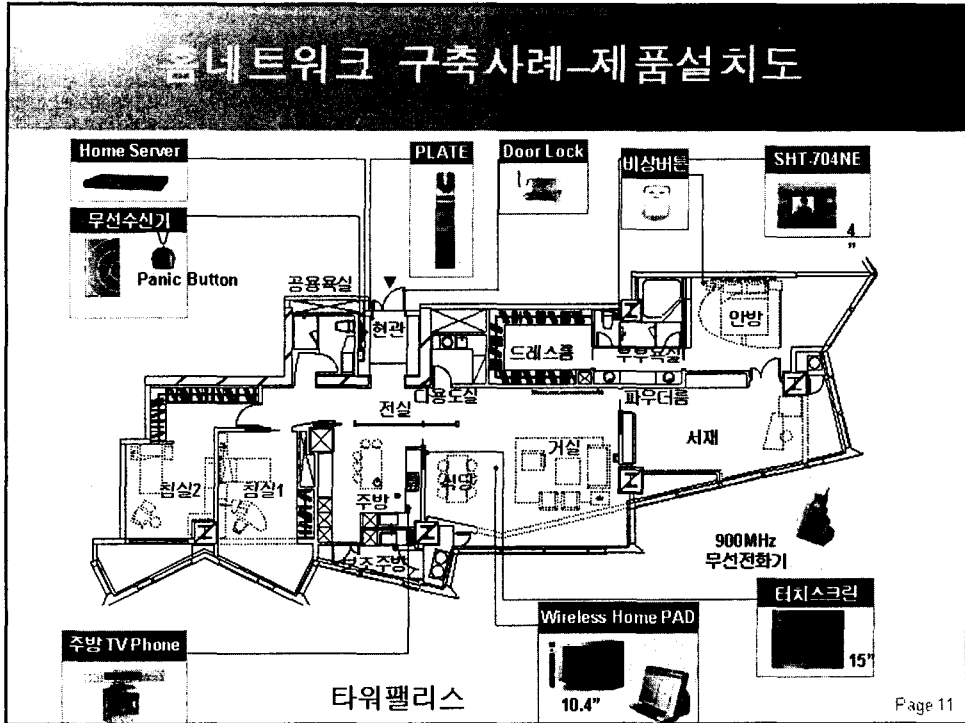 홈네트워크 구축사례-제품설치도
Home Server
PLATE
Door Lock
비상버튼
SHT-704NE
4"
무선수신기
Panic Button
공용욕실
현관
드레스룸
부부욕실
안방
다용도실
파우더룸
전실
서재
거실
침실2
침실1
주방
식당
보조주방
900MHz
무선전화기
터치스크린
15"
Wireless Home PAD
10.4"
주방 TV Phone
타워팰리스
Page 11